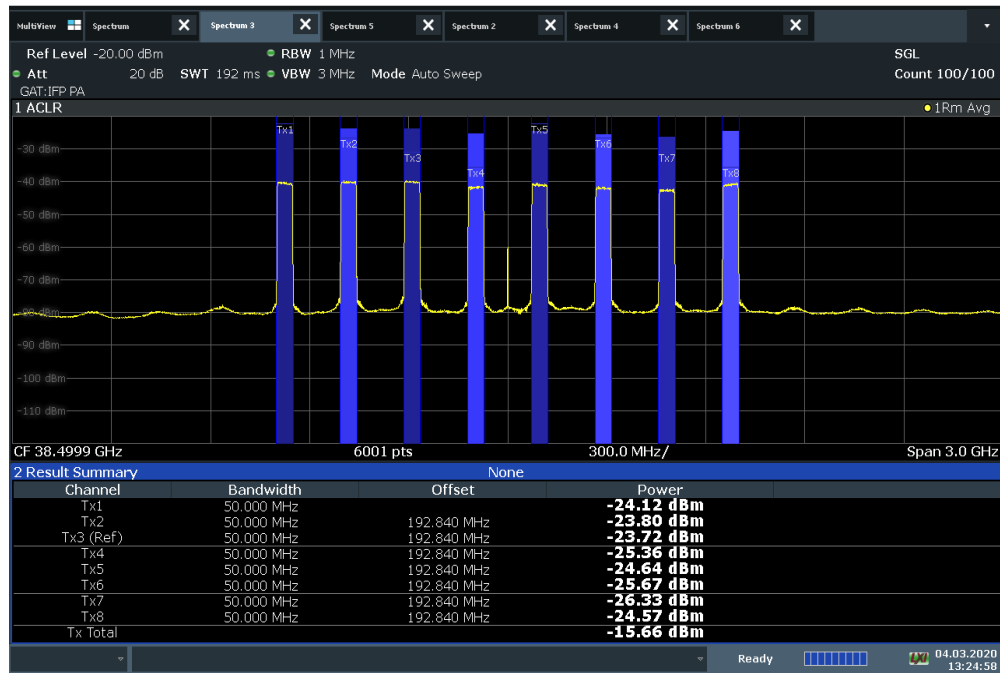 MultiView Spectrum Spectrum 3 Spectrum 5 Spectrum 2 Spectrum 4 Spectrum 6
Ref Level -20.00 dBm RBW 1 MHz SGL
Att 20 dB SWT 192 ms VBW 3 MHz Mode Auto Sweep Count 100/100
GAT:IFP PA
1 ACLR 1Rm Avg
Tx1 Tx5
Tx2 Tx6
-30 dBm
Tx3 Tx7
Tx4 Tx8
-40 dBm
-50 dBm
-60 dBm
-70 dBm
-80 dBm
-90 dBm
-100 dBm
-110 dBm
CF 38.4999 GHz 6001 pts 300.0 MHz/ Span 3.0 GHz
2 Result Summary None
Channel Bandwidth Offset Power
Tx1 50.000 MHz -24.12 dBm
Tx2 50.000 MHz 192.840 MHz -23.80 dBm
Tx3 (Ref) 50.000 MHz 192.840 MHz -23.72 dBm
Tx4 50.000 MHz 192.840 MHz -25.36 dBm
Tx5 50.000 MHz 192.840 MHz -24.64 dBm
Tx6 50.000 MHz 192.840 MHz -25.67 dBm
Tx7 50.000 MHz 192.840 MHz -26.33 dBm
Tx8 50.000 MHz 192.840 MHz -24.57 dBm
Tx Total -15.66 dBm
Ready LXI 04.03.2020
13:24:58